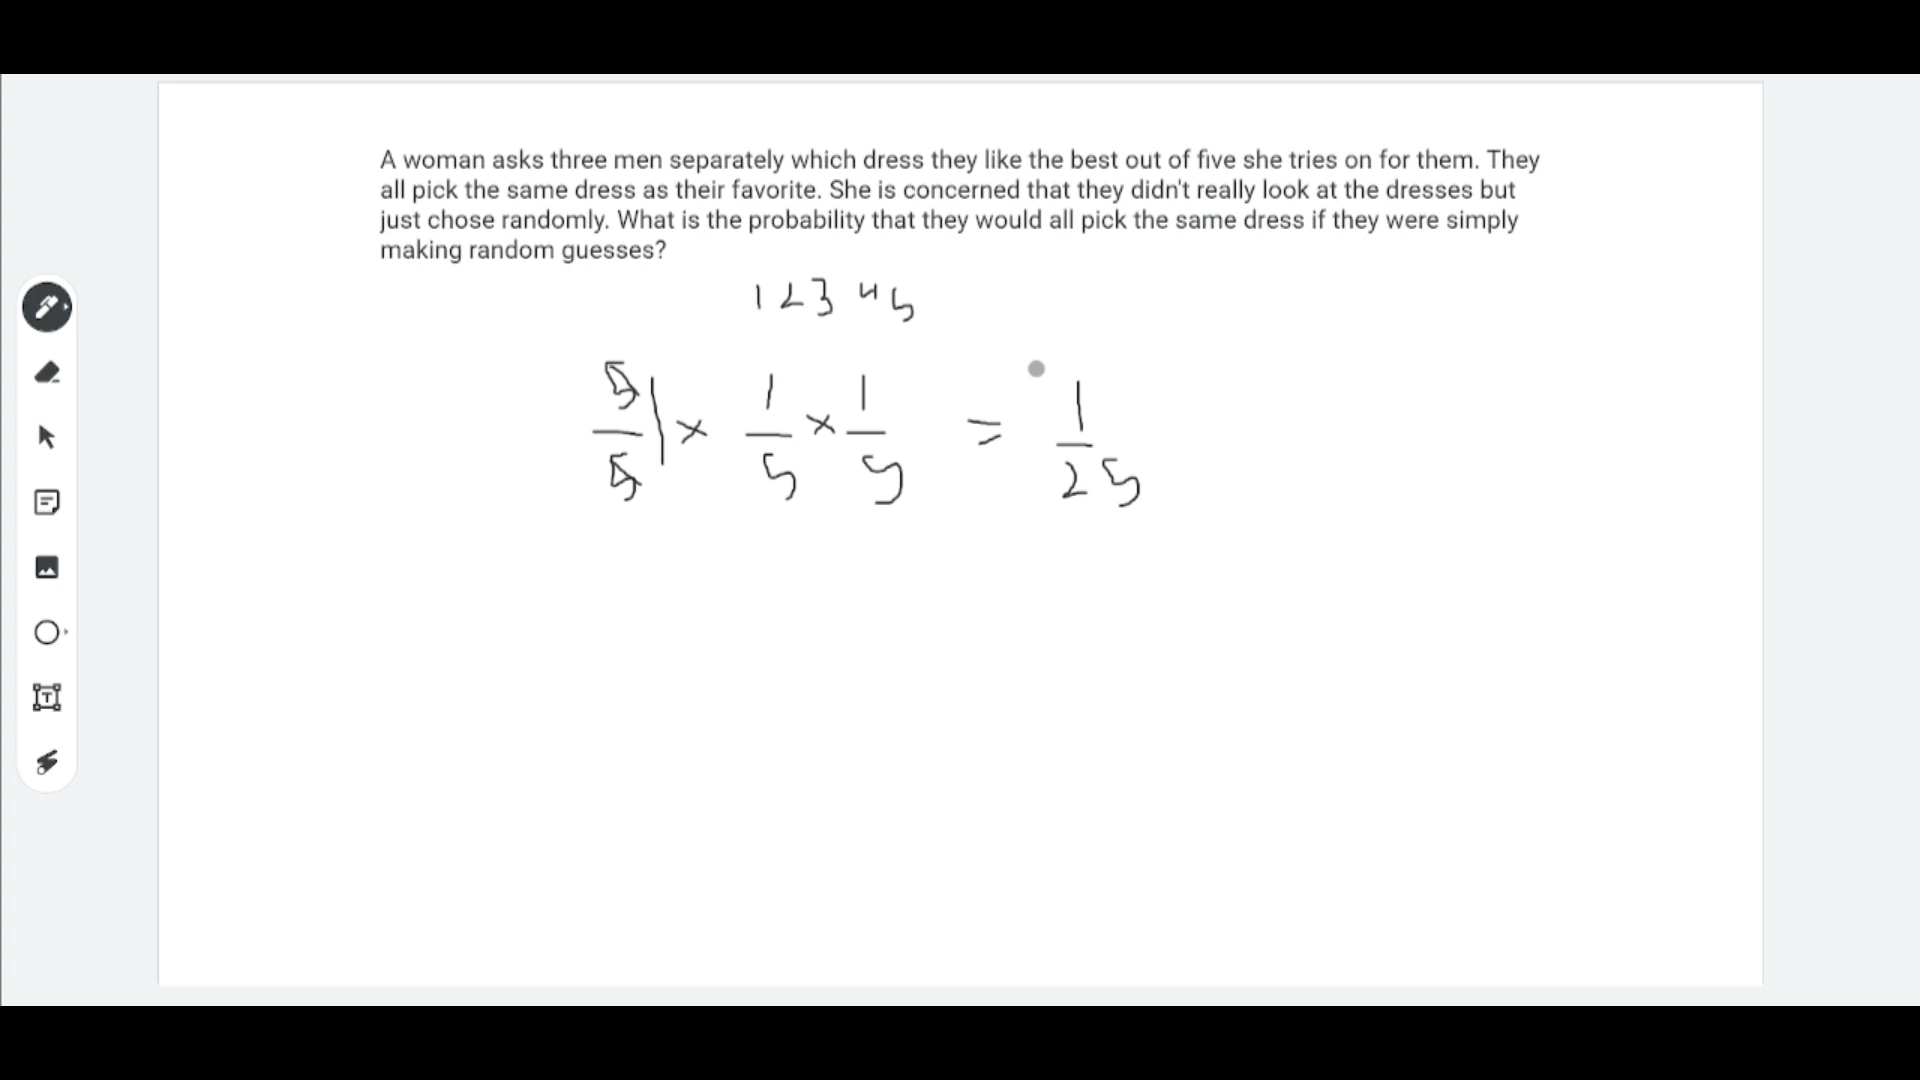 A woman asks three men separately which dress they like the best out of five she tries on for them. They
all pick the same dress as their favorite. She is concerned that they didn't really look at the dresses but
just chose randomly. What is the probability that they would all pick the same dress if they were simply
making random guesses?
1 2 3 4 5
5/5 | × 1/5 × 1/5 = 1/25